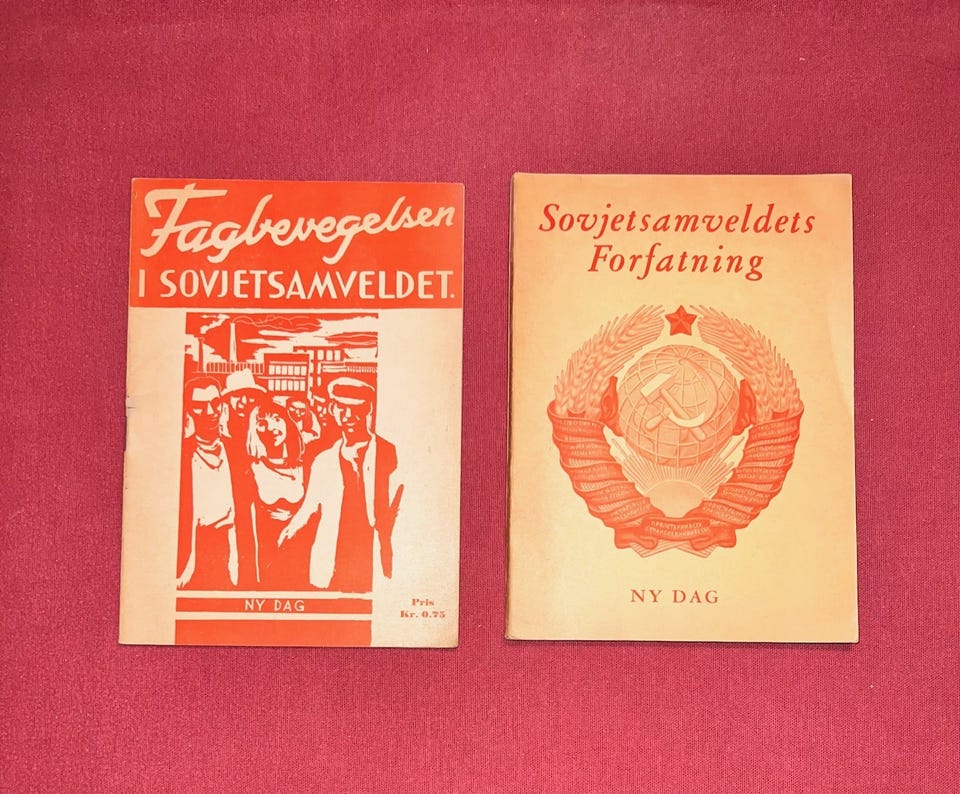 Fagbevegelsen
I SOVJETSAMVELDET.
NY DAG
Pris
Kr. 0.75
Sovjetsamveldets
Forfatning
NY DAG